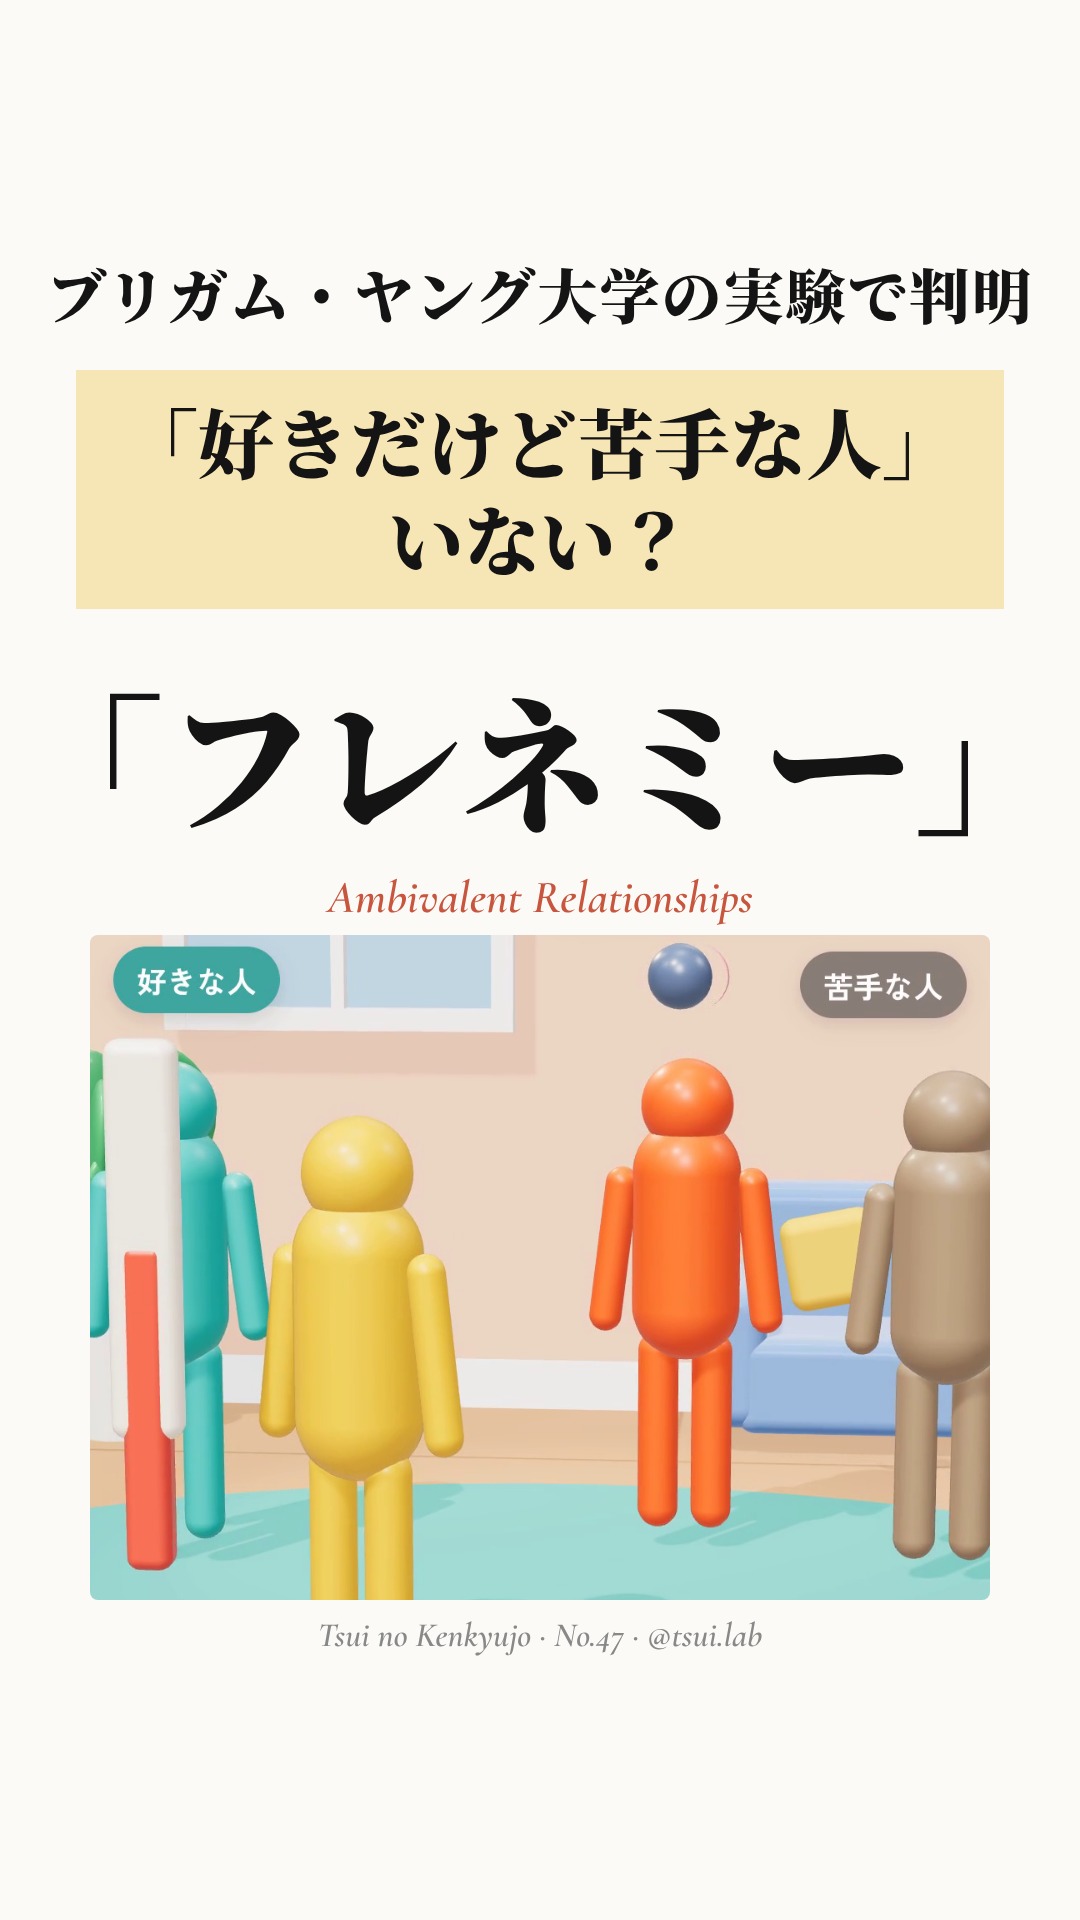 ブリガム・ヤング大学の実験で判明
「好きだけど苦手な人」
いない？
「フレネミー」
Ambivalent Relationships
好きな人
苦手な人
Tsui no Kenkyujo · No.47 · @tsui.lab